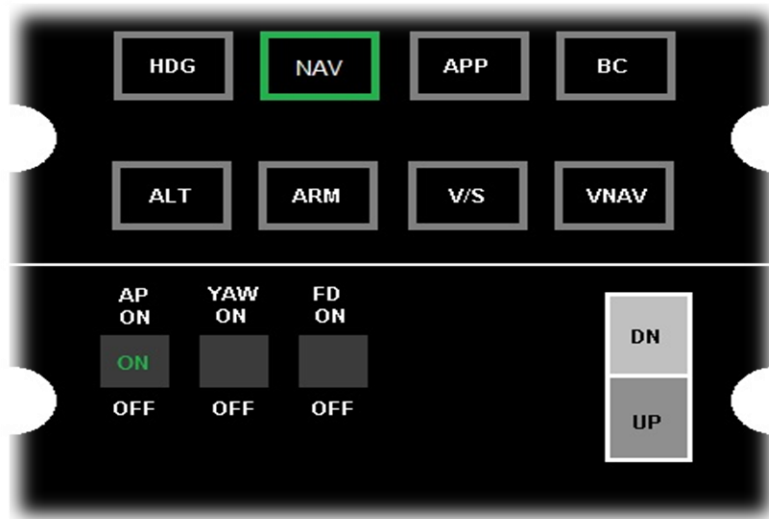 HDG NAV APP BC
ALT ARM V/S VNAV
AP YAW FD
ON ON ON
ON
OFF OFF OFF
DN
UP